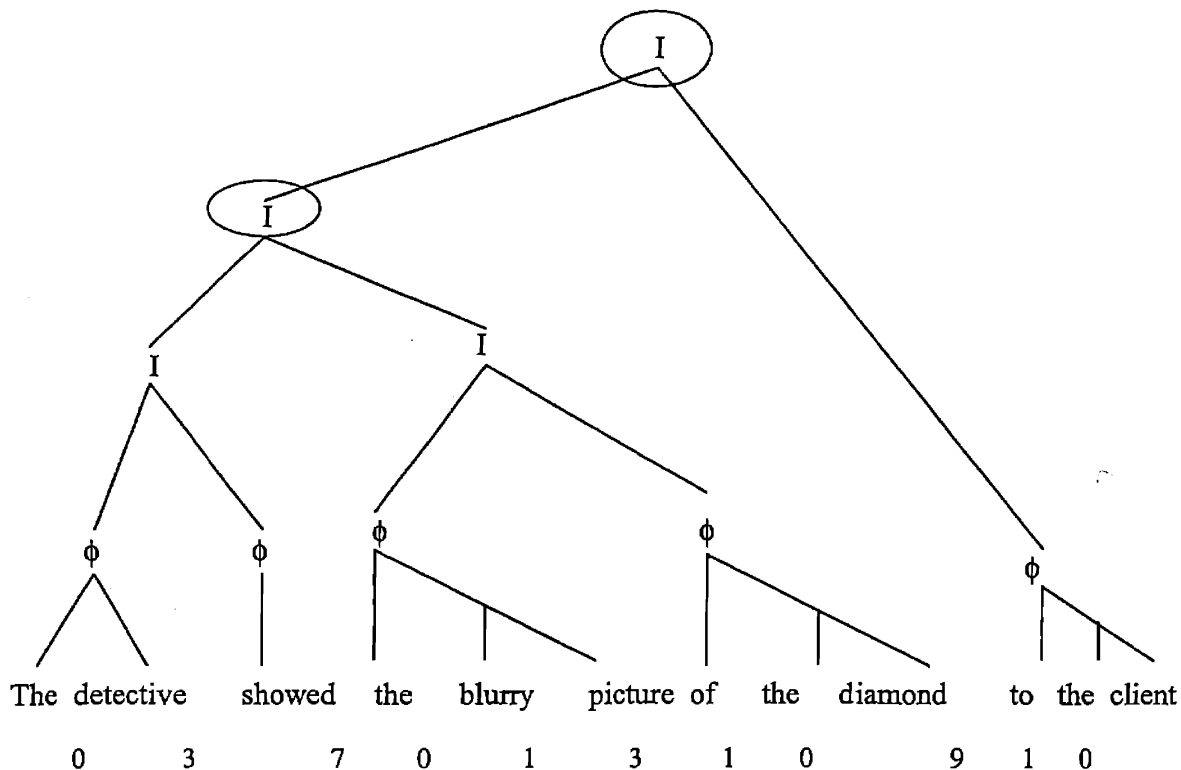 I
I
I I
ϕ ϕ ϕ ϕ ϕ
The detective showed the blurry picture of the diamond to the client
0 3 7 0 1 3 1 0 9 1 0